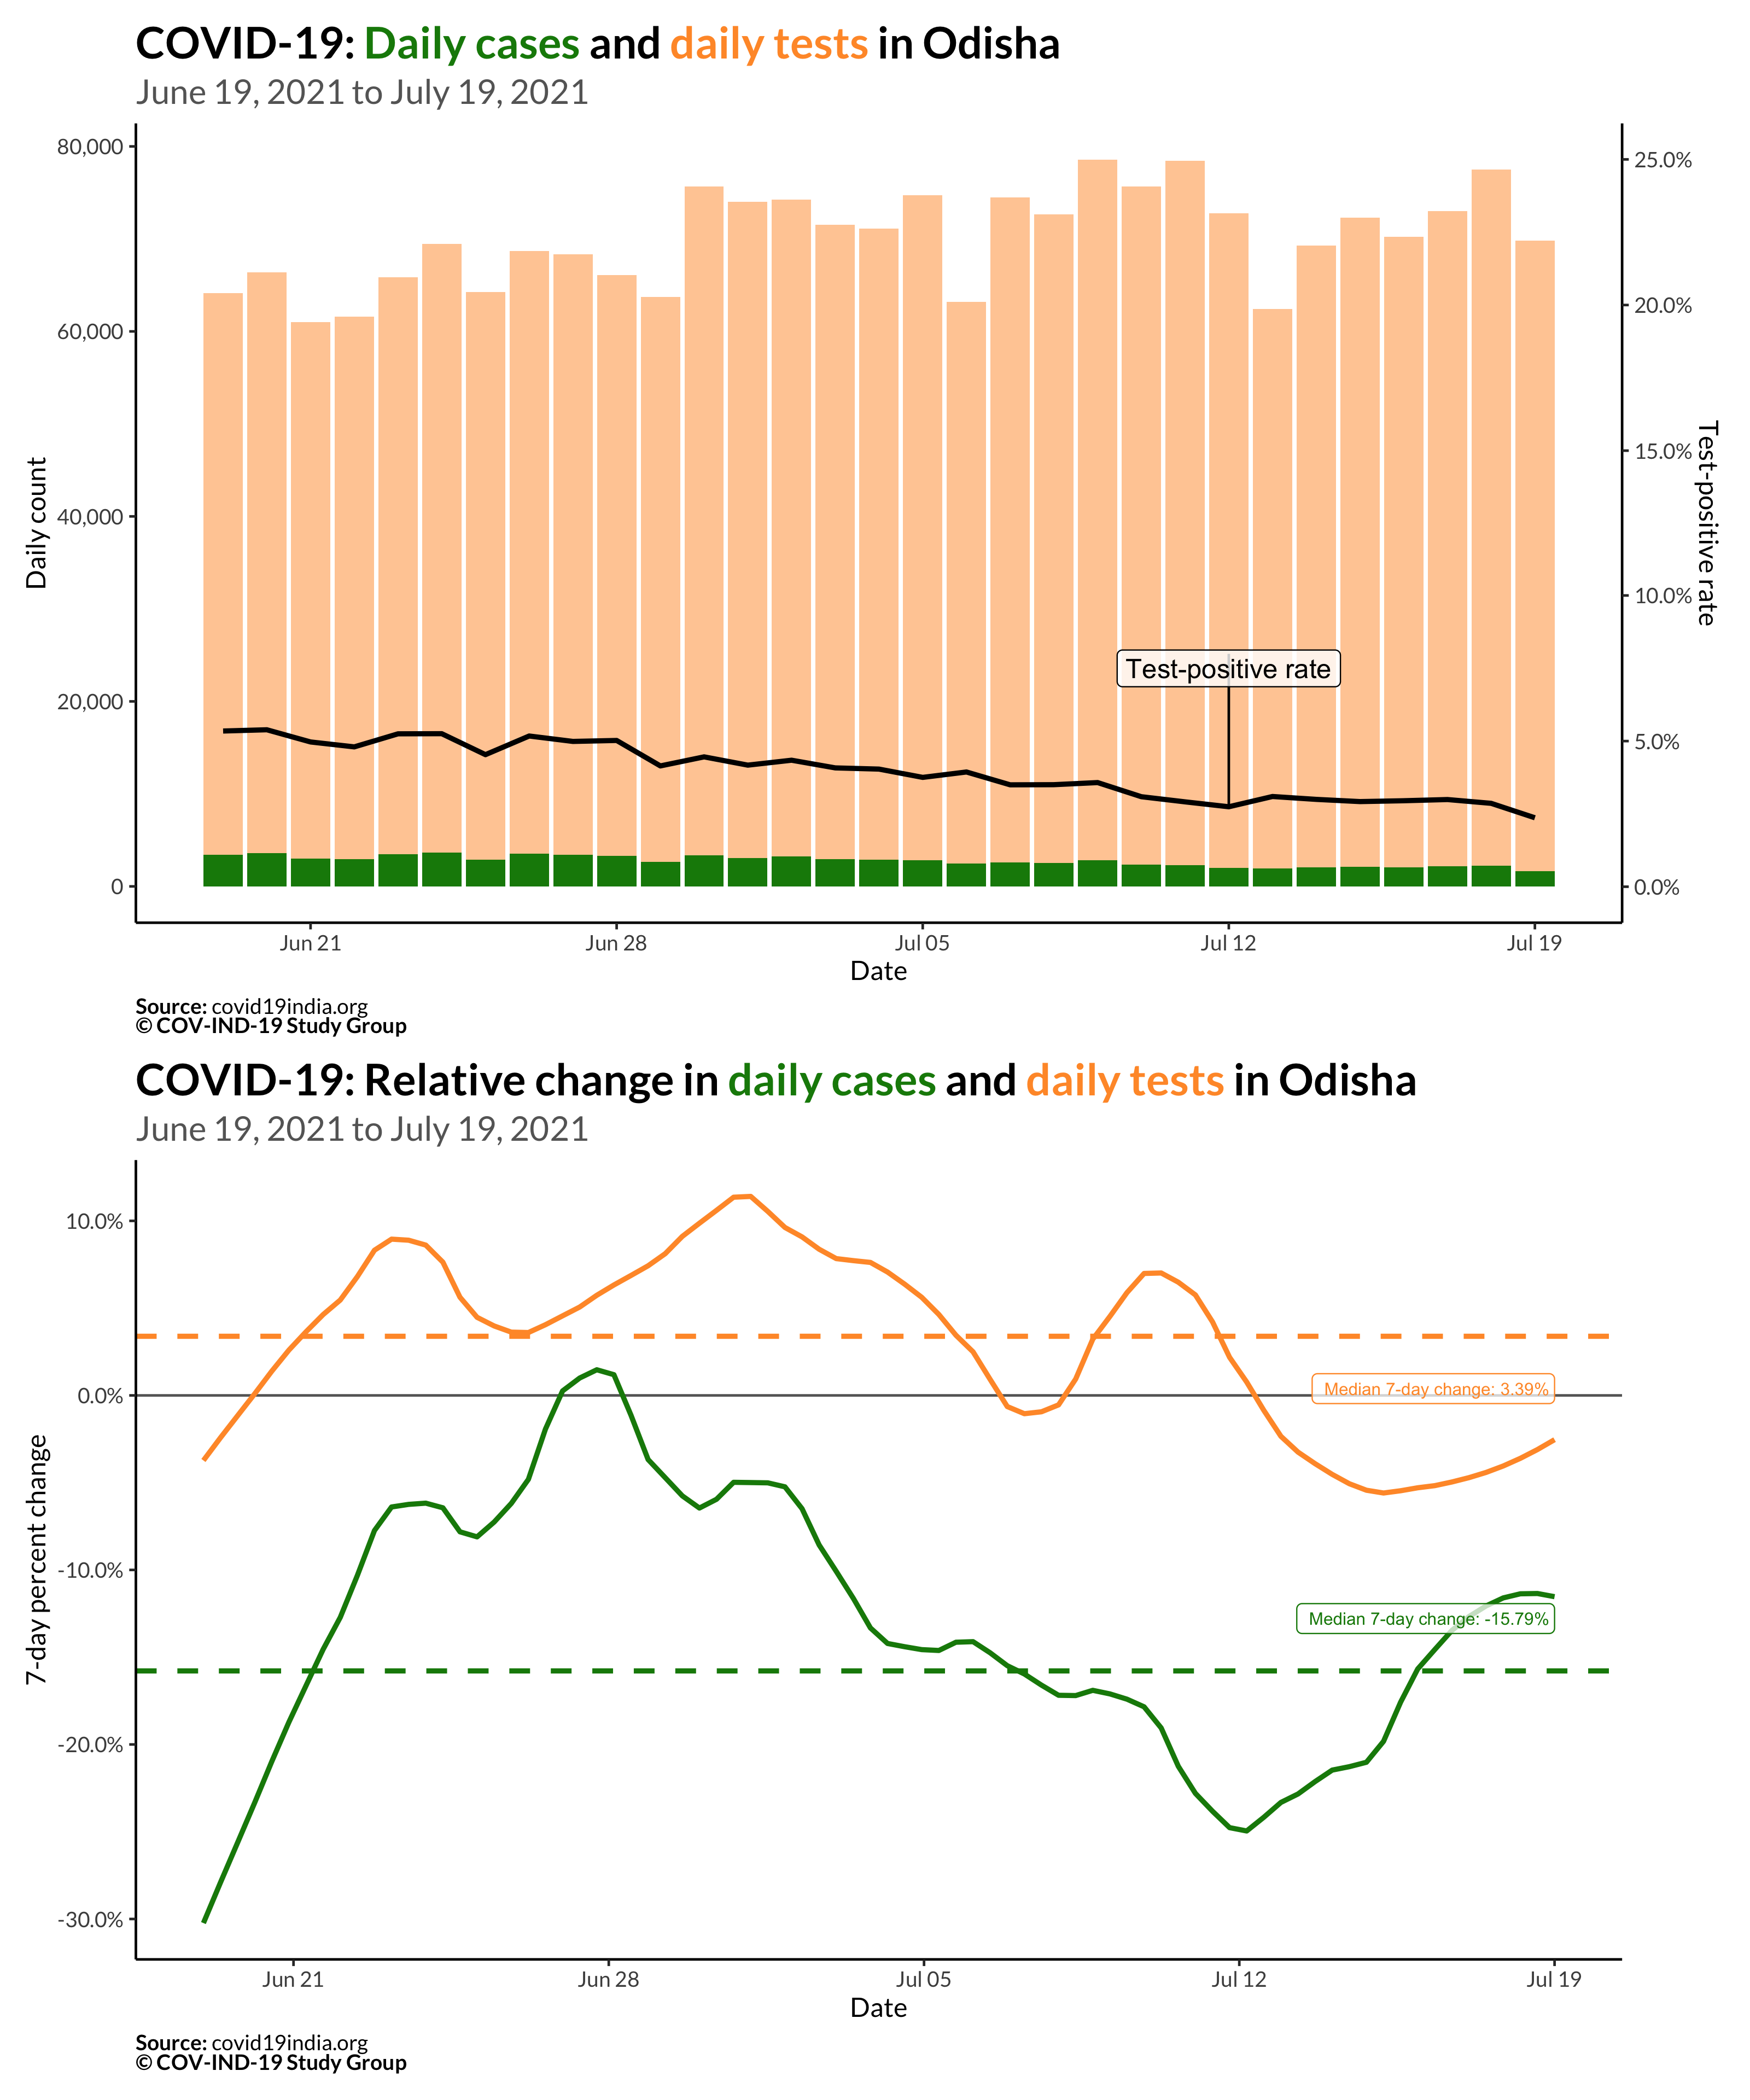 COVID-19: Daily cases and daily tests in Odisha
June 19, 2021 to July 19, 2021
80,000
60,000
40,000
20,000
0
Daily count
25.0%
20.0%
15.0%
10.0%
5.0%
0.0%
Test-positive rate
Test-positive rate
Jun 21
Jun 28
Jul 05
Jul 12
Jul 19
Date
Source: covid19india.org
© COV-IND-19 Study Group
COVID-19: Relative change in daily cases and daily tests in Odisha
June 19, 2021 to July 19, 2021
10.0%
0.0%
-10.0%
-20.0%
-30.0%
7-day percent change
Median 7-day change: 3.39%
Median 7-day change: -15.79%
Jun 21
Jun 28
Jul 05
Jul 12
Jul 19
Date
Source: covid19india.org
© COV-IND-19 Study Group